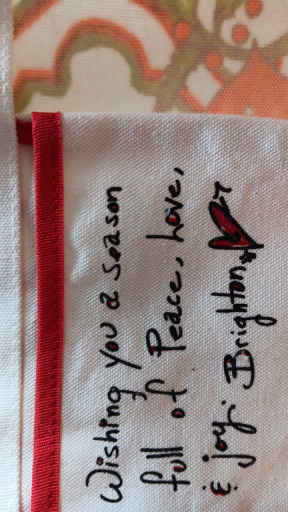 Wishing you a season
full of Peace, Love,
& joy. Brighton